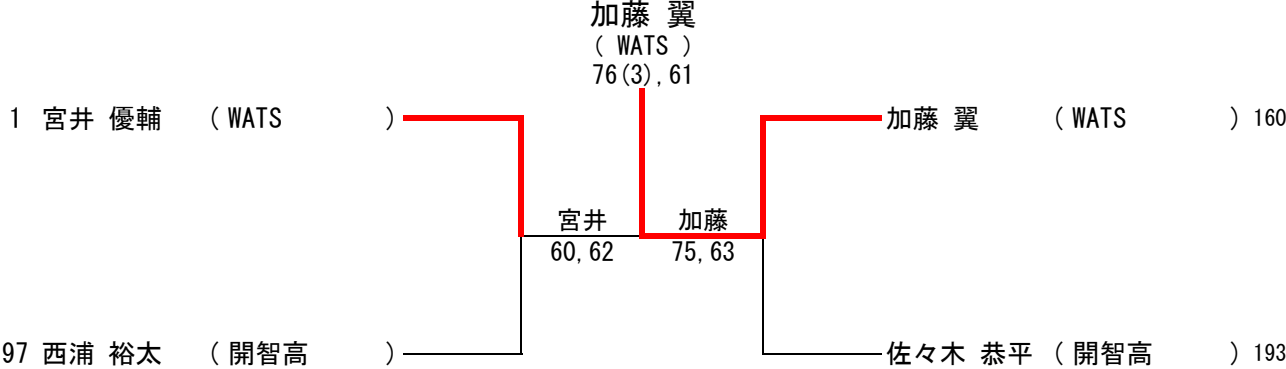 加藤 翼
( WATS )
76(3),61
1 宮井 優輔 ( WATS )
加藤 翼 ( WATS ) 160
宮井 加藤
60,62 75,63
97 西浦 裕太 ( 開智高 )
佐々木 恭平 ( 開智高 ) 193